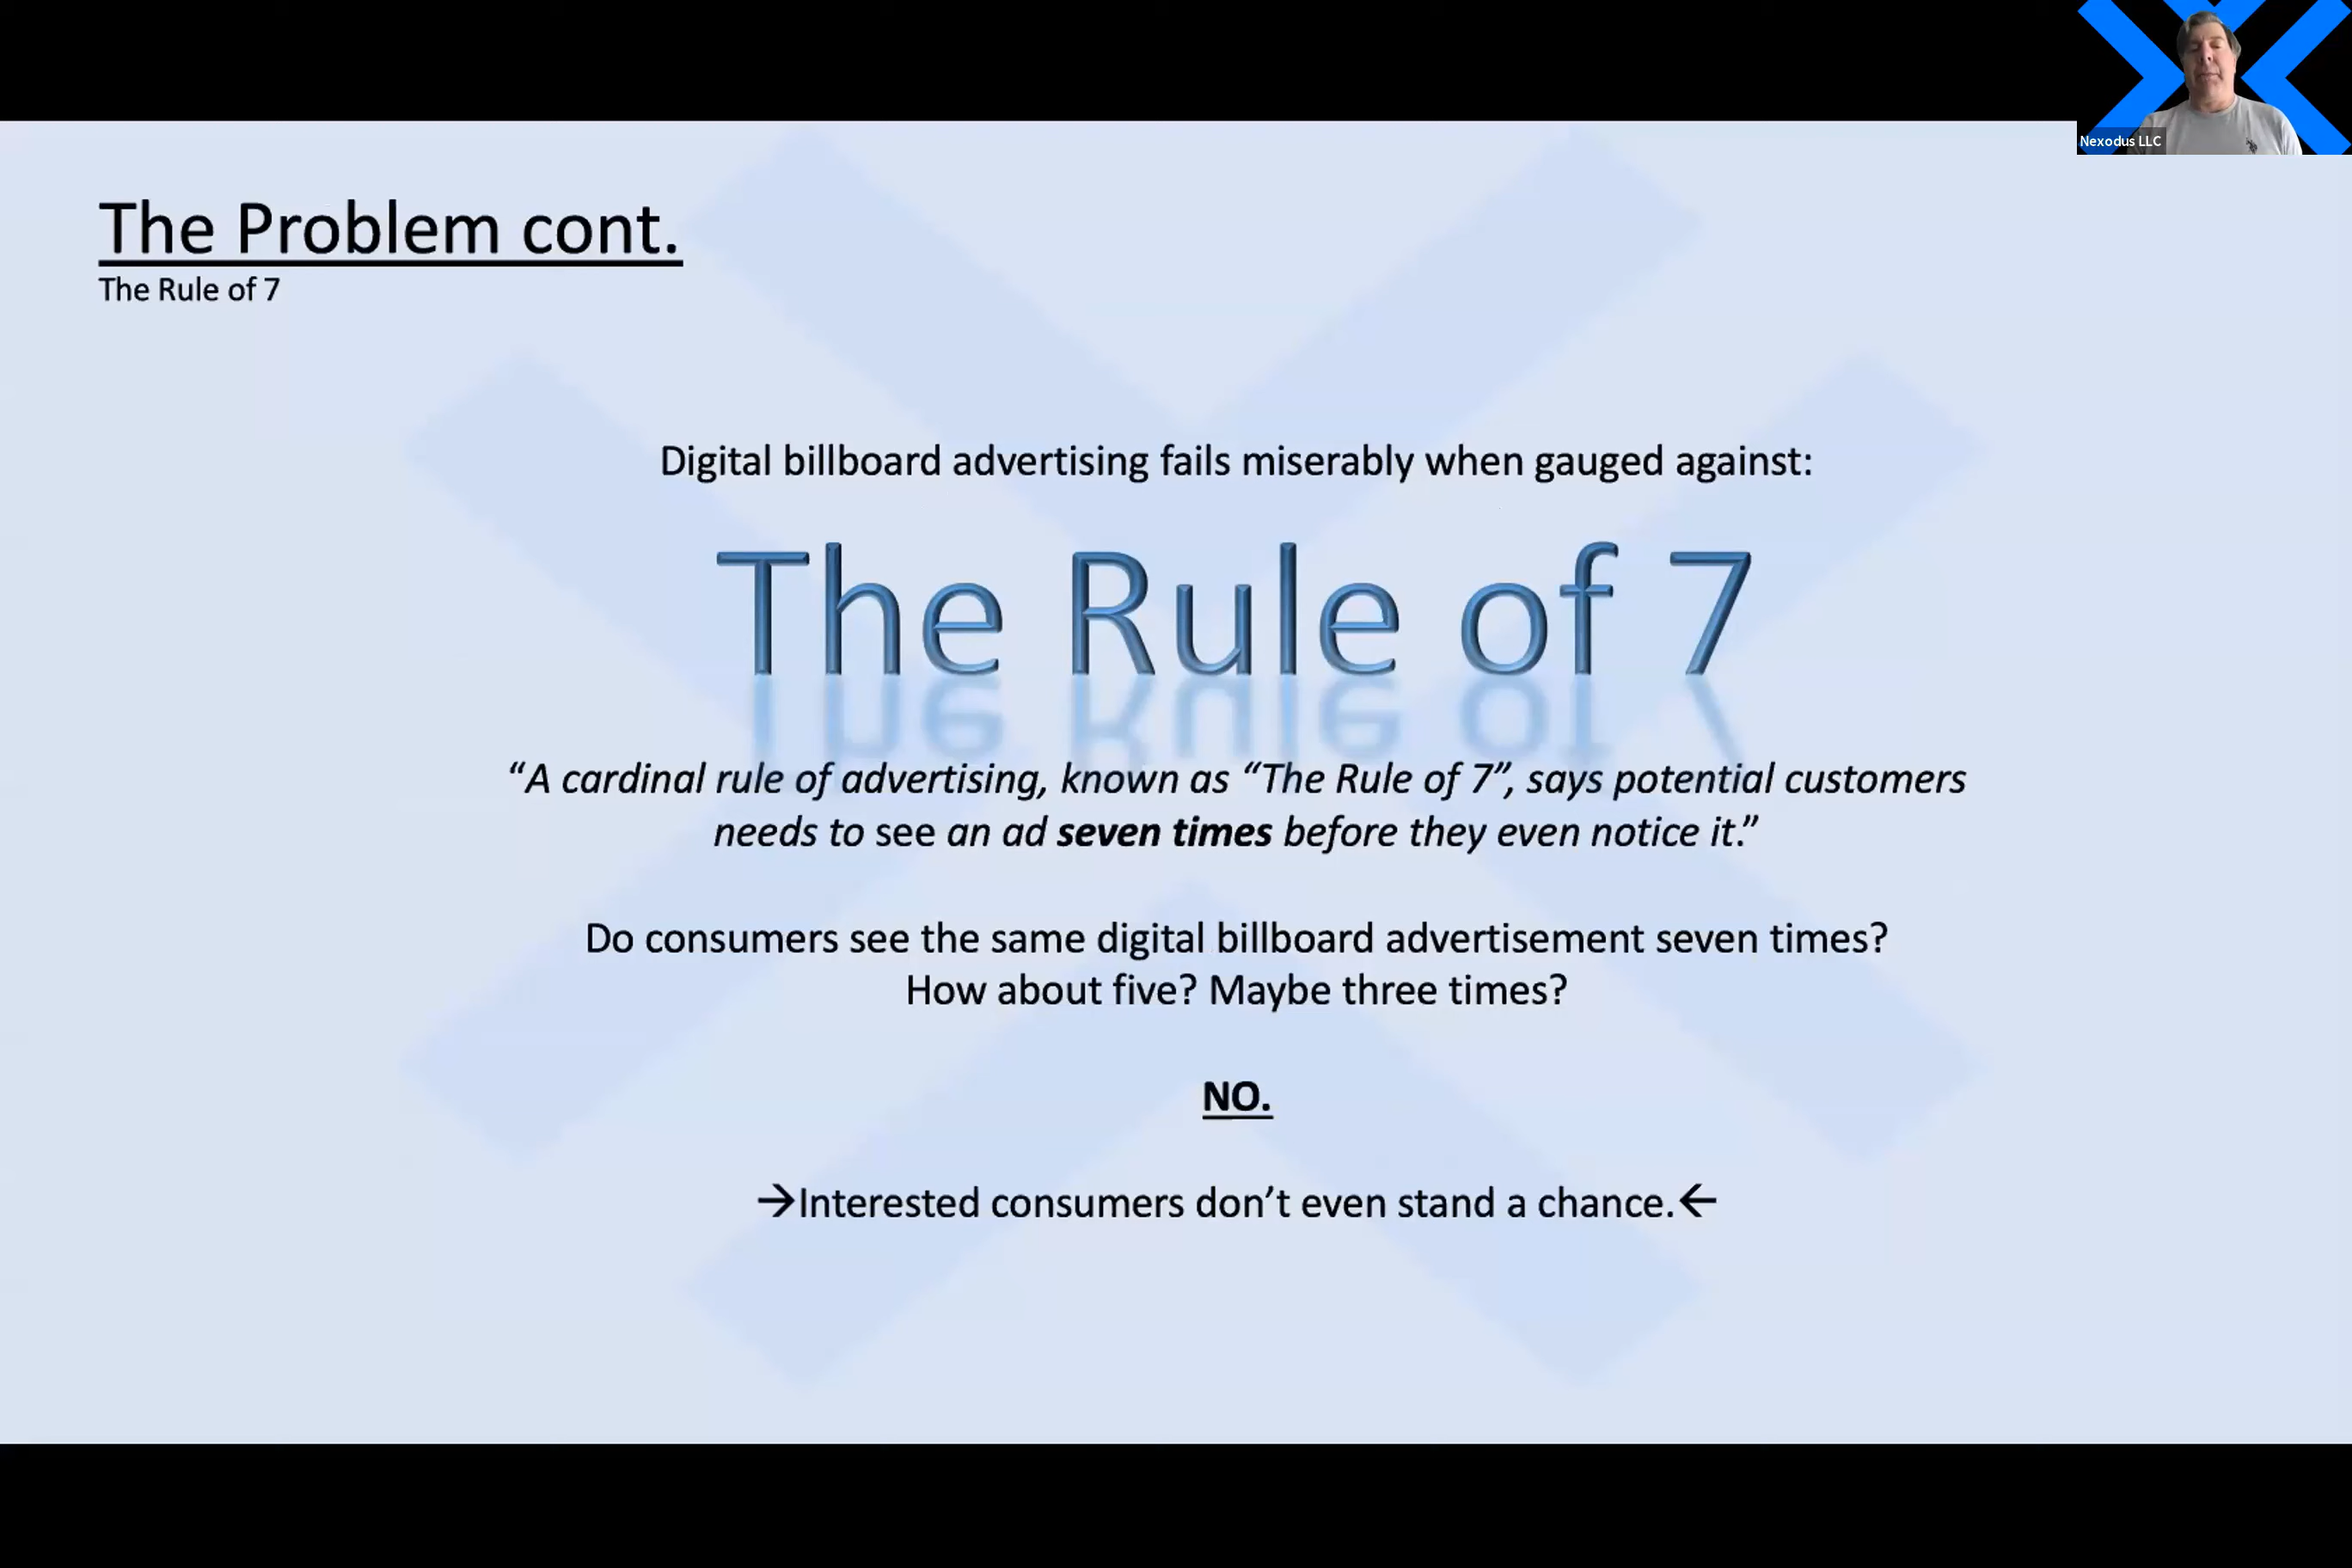 Nexodus LLC
The Problem cont.
The Rule of 7
Digital billboard advertising fails miserably when gauged against:
The Rule of 7
“A cardinal rule of advertising, known as “The Rule of 7”, says potential customers
needs to see an ad seven times before they even notice it.”
Do consumers see the same digital billboard advertisement seven times?
How about five? Maybe three times?
NO.
→Interested consumers don’t even stand a chance.←